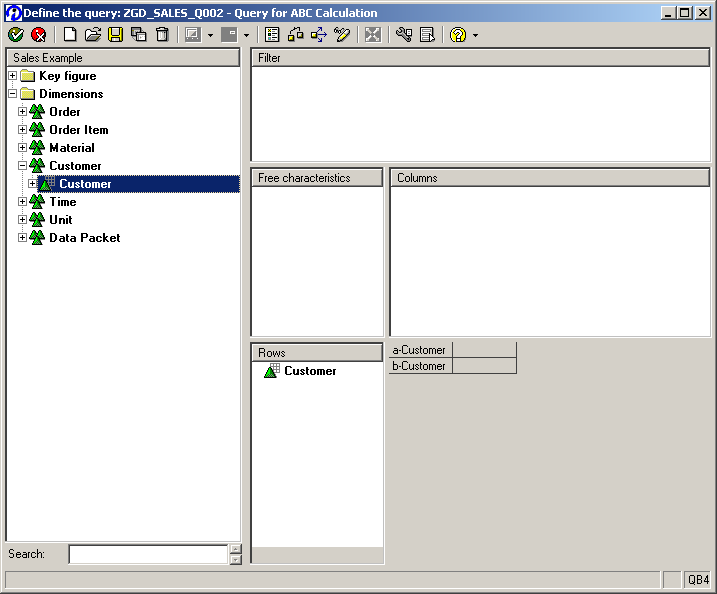 Define the query: ZGD_SALES_Q002 - Query for ABC Calculation
Sales Example
Key figure
Dimensions
Order
Order Item
Material
Customer
Customer
Time
Unit
Data Packet
Search:
Filter
Free characteristics
Columns
Rows
Customer
a-Customer
b-Customer
QB4